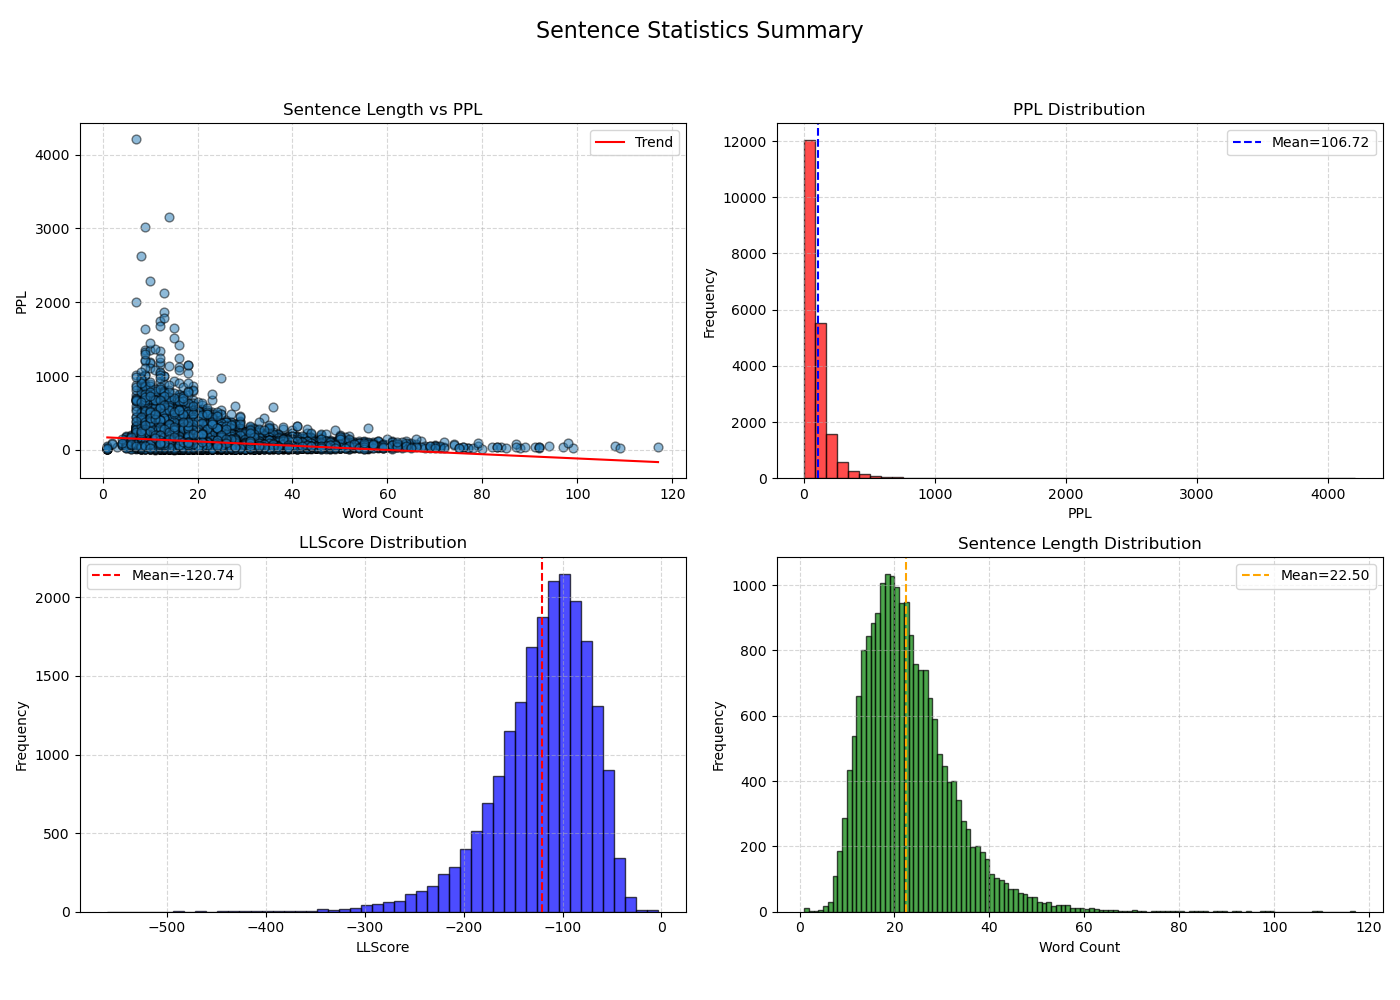 Sentence Statistics Summary
Sentence Length vs PPL
4000
3000
2000
1000
0
PPL
Trend
0 20 40 60 80 100 120
Word Count
PPL Distribution
12000
10000
8000
6000
4000
2000
0
Frequency
Mean=106.72
0 1000 2000 3000 4000
PPL
LLScore Distribution
2000
1500
1000
500
0
Frequency
Mean=-120.74
−500 −400 −300 −200 −100 0
LLScore
Sentence Length Distribution
1000
800
600
400
200
0
Frequency
Mean=22.50
0 20 40 60 80 100 120
Word Count